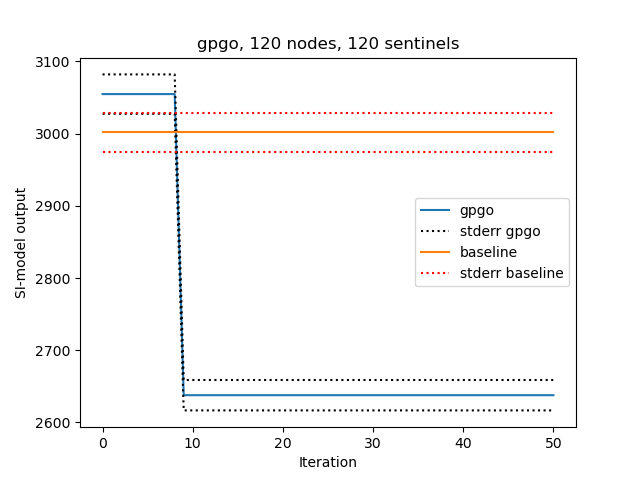 gpgo, 120 nodes, 120 sentinels
3100
3000
2900
2800
2700
2600
SI-model output
gpgo
stderr gpgo
baseline
stderr baseline
0 10 20 30 40 50
Iteration